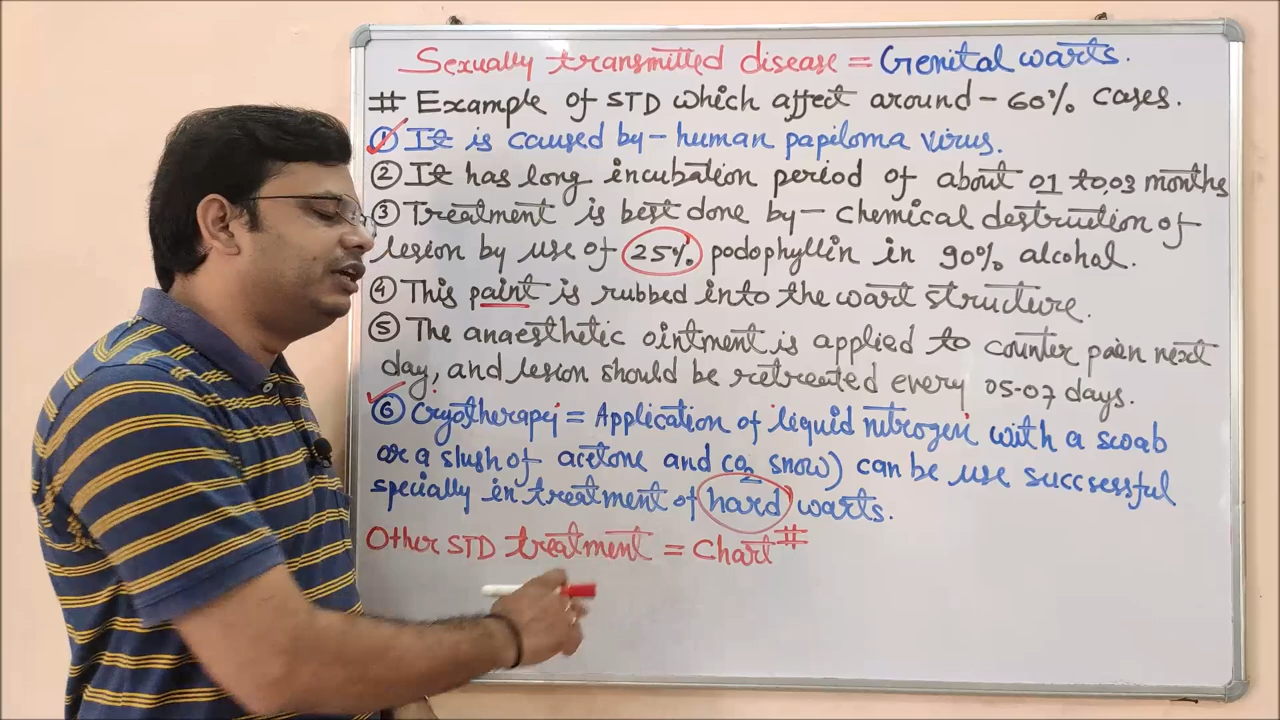 Sexually transmitted disease = Genital warts.
# Example of STD which affect around - 60% cases.
① It is caused by - human papiloma virus.
② It has long incubation period of about 01 to 03 months
③ Treatment is best done by - chemical destruction of
lesion by use of 25% podophyllin in 90% alcohol.
④ This paint is rubbed into the wart structure.
⑤ The anaesthetic ointment is applied to counter pain next
day, and lesion should be retreated every 05-07 days.
⑥ Cryotherapy = Application of liquid nitrogen with a swab
or a slush of acetone and CO2 snow) can be use successful
specially in treatment of hard warts.
Other STD treatment = Chart #